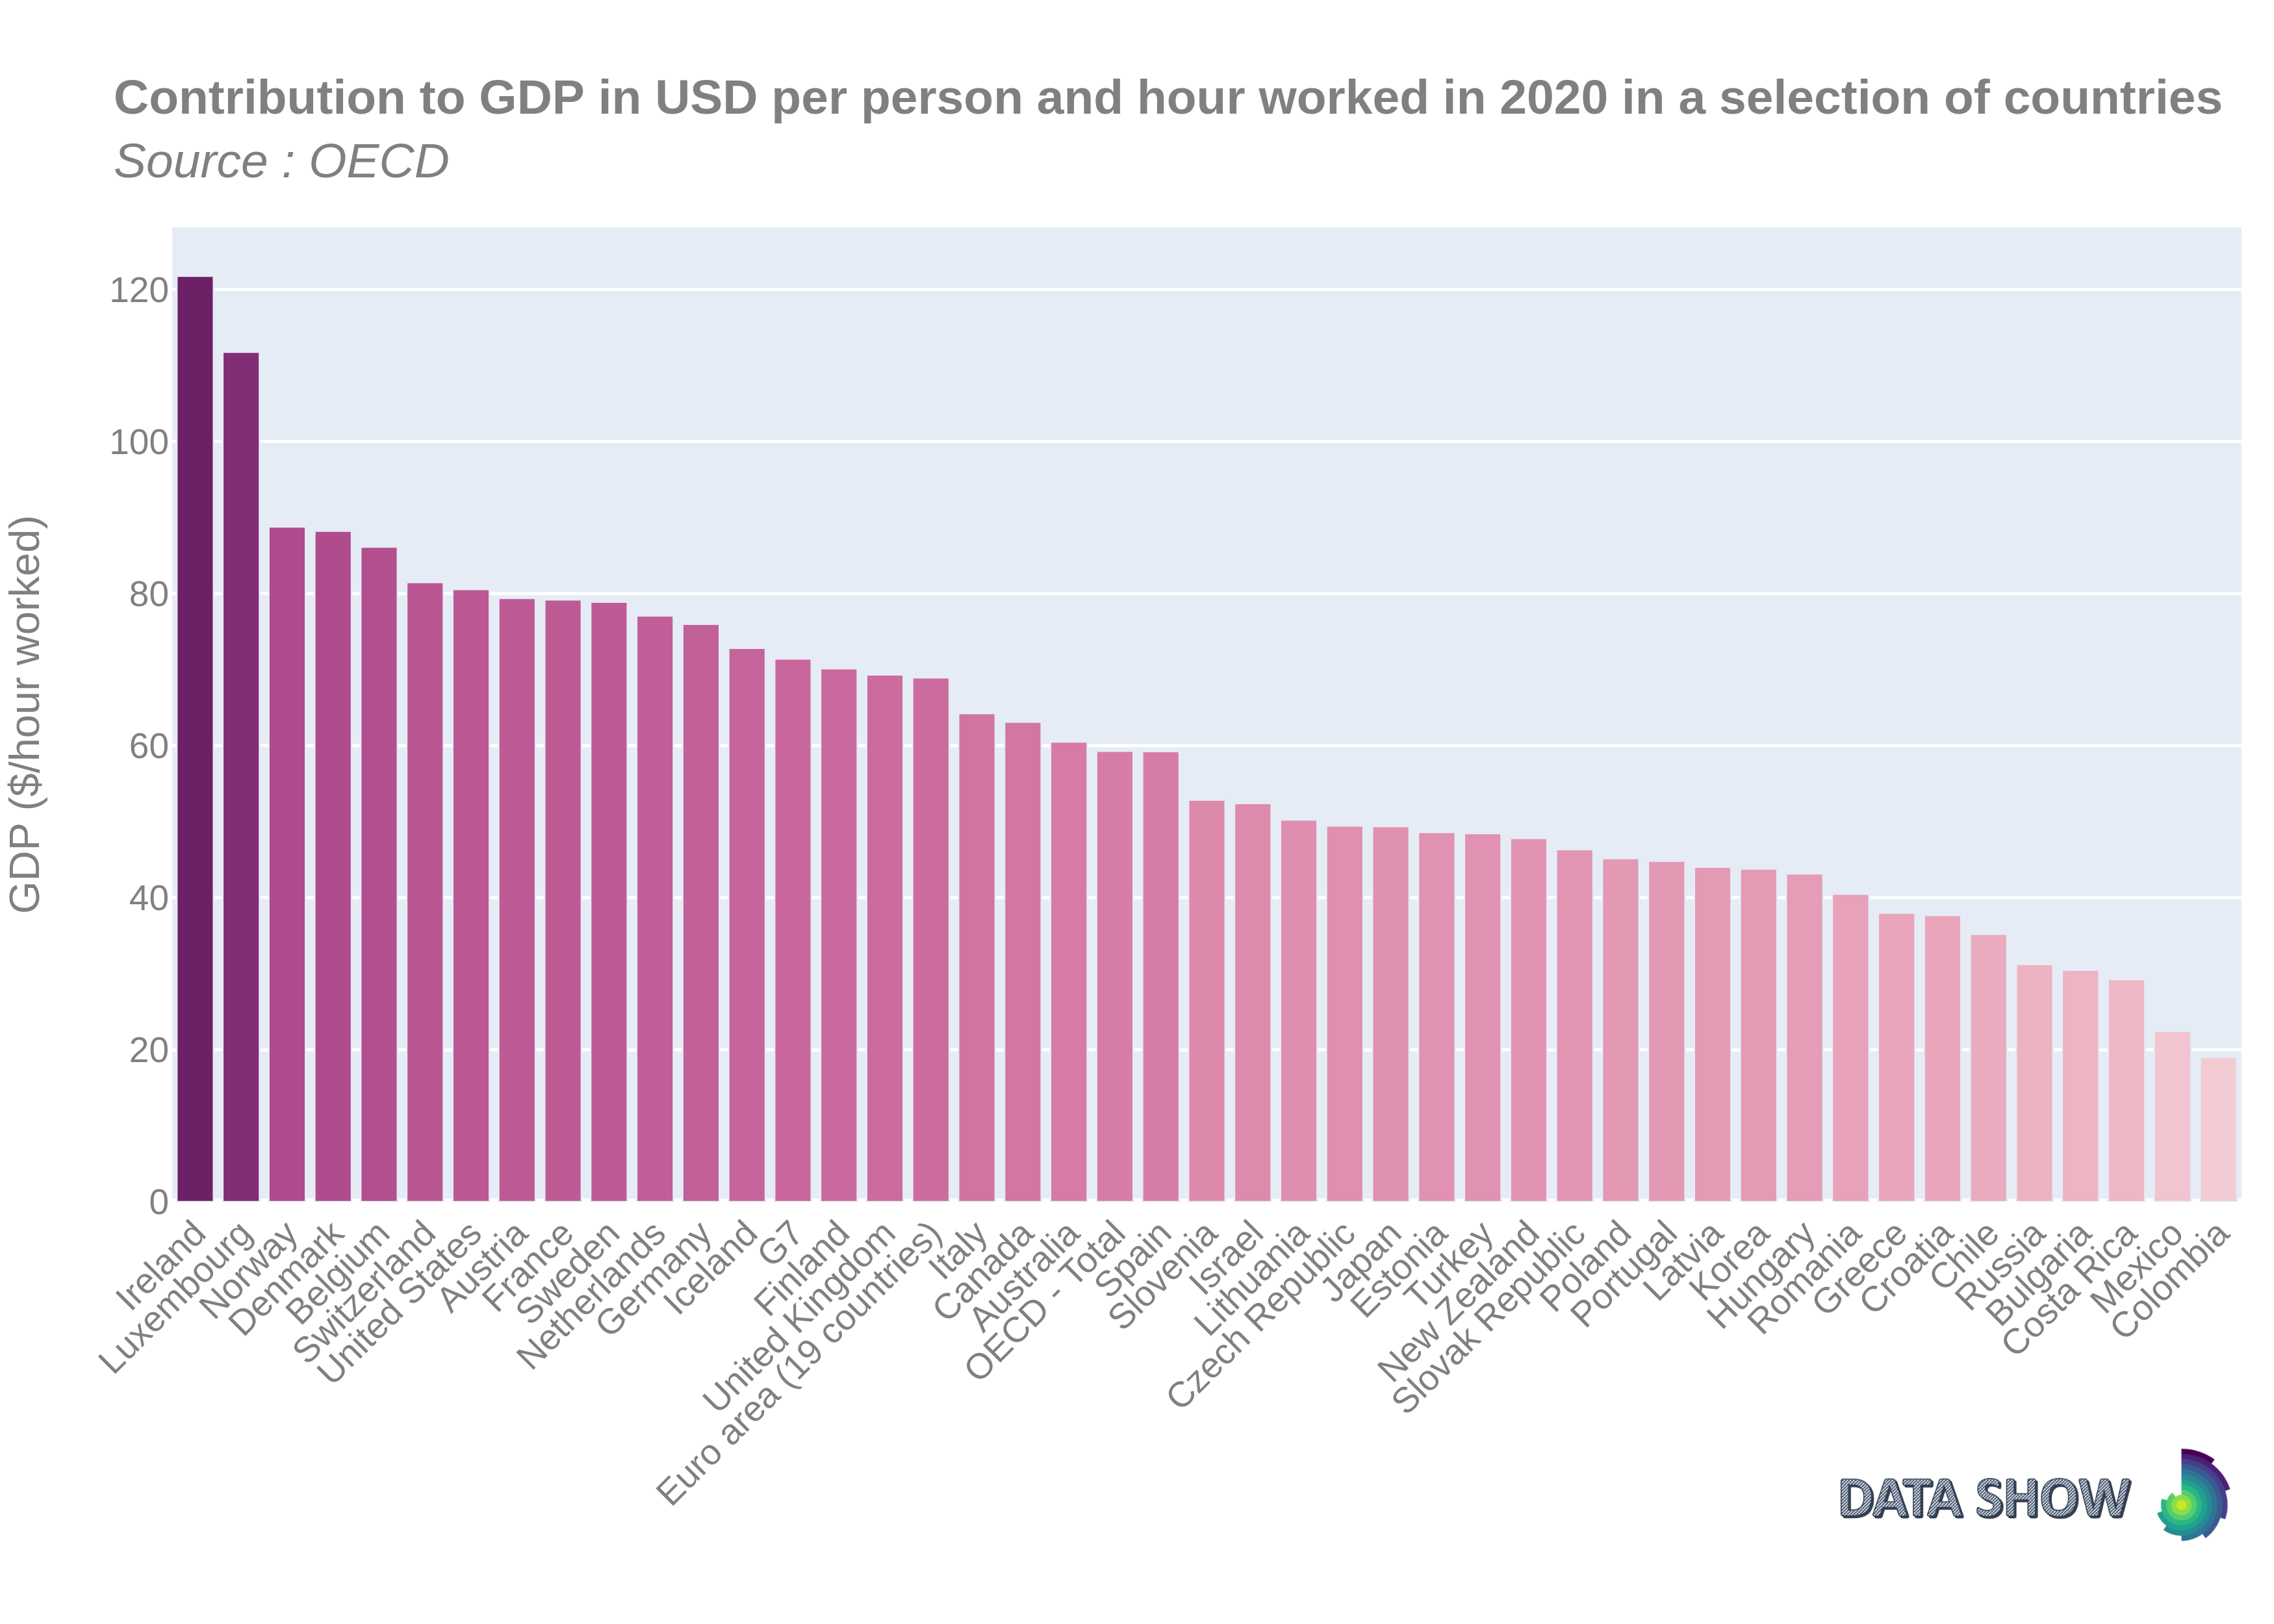 Contribution to GDP in USD per person and hour worked in 2020 in a selection of countries
Source : OECD
GDP ($/hour worked)
120
100
80
60
40
20
0
Ireland
Luxembourg
Norway
Denmark
Belgium
Switzerland
United States
Austria
France
Sweden
Netherlands
Germany
Iceland
G7
Finland
United Kingdom
Euro area (19 countries)
Italy
Canada
Australia
OECD - Total
Spain
Slovenia
Israel
Lithuania
Czech Republic
Japan
Estonia
Turkey
New Zealand
Slovak Republic
Poland
Portugal
Latvia
Korea
Hungary
Romania
Greece
Croatia
Chile
Russia
Bulgaria
Costa Rica
Mexico
Colombia
DATA SHOW